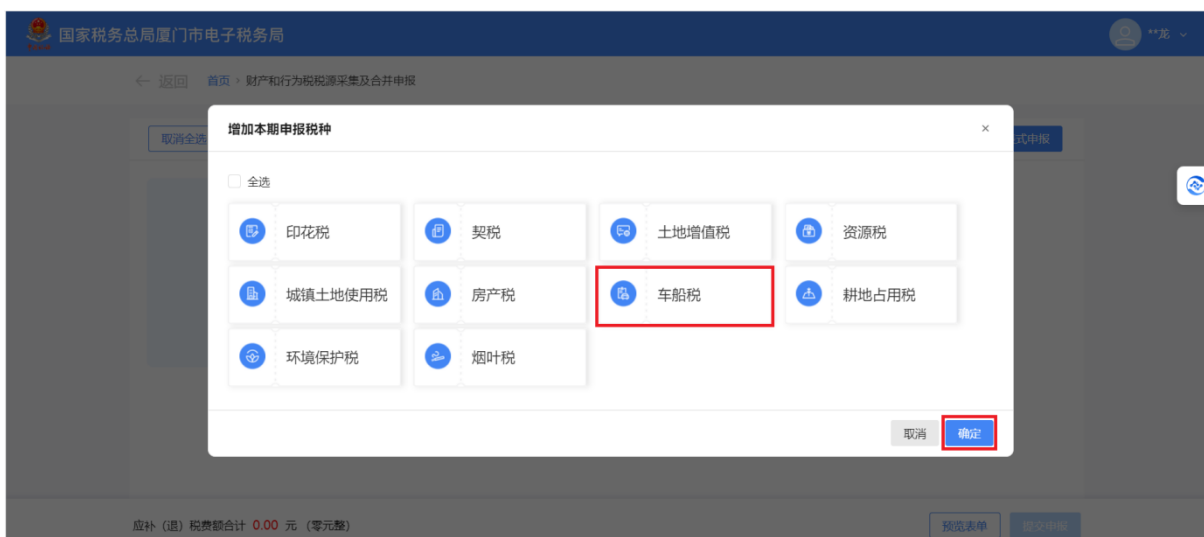 国家税务总局厦门市电子税务局
**龙
返回 首页 › 财产和行为税税源采集及合并申报
取消全选
增加本期申报税种
×
式申报
全选
印花税
契税
土地增值税
资源税
城镇土地使用税
房产税
车船税
耕地占用税
环境保护税
烟叶税
取消
确定
应补（退）税费额合计 0.00 元 （零元整）
预览表单
提交申报